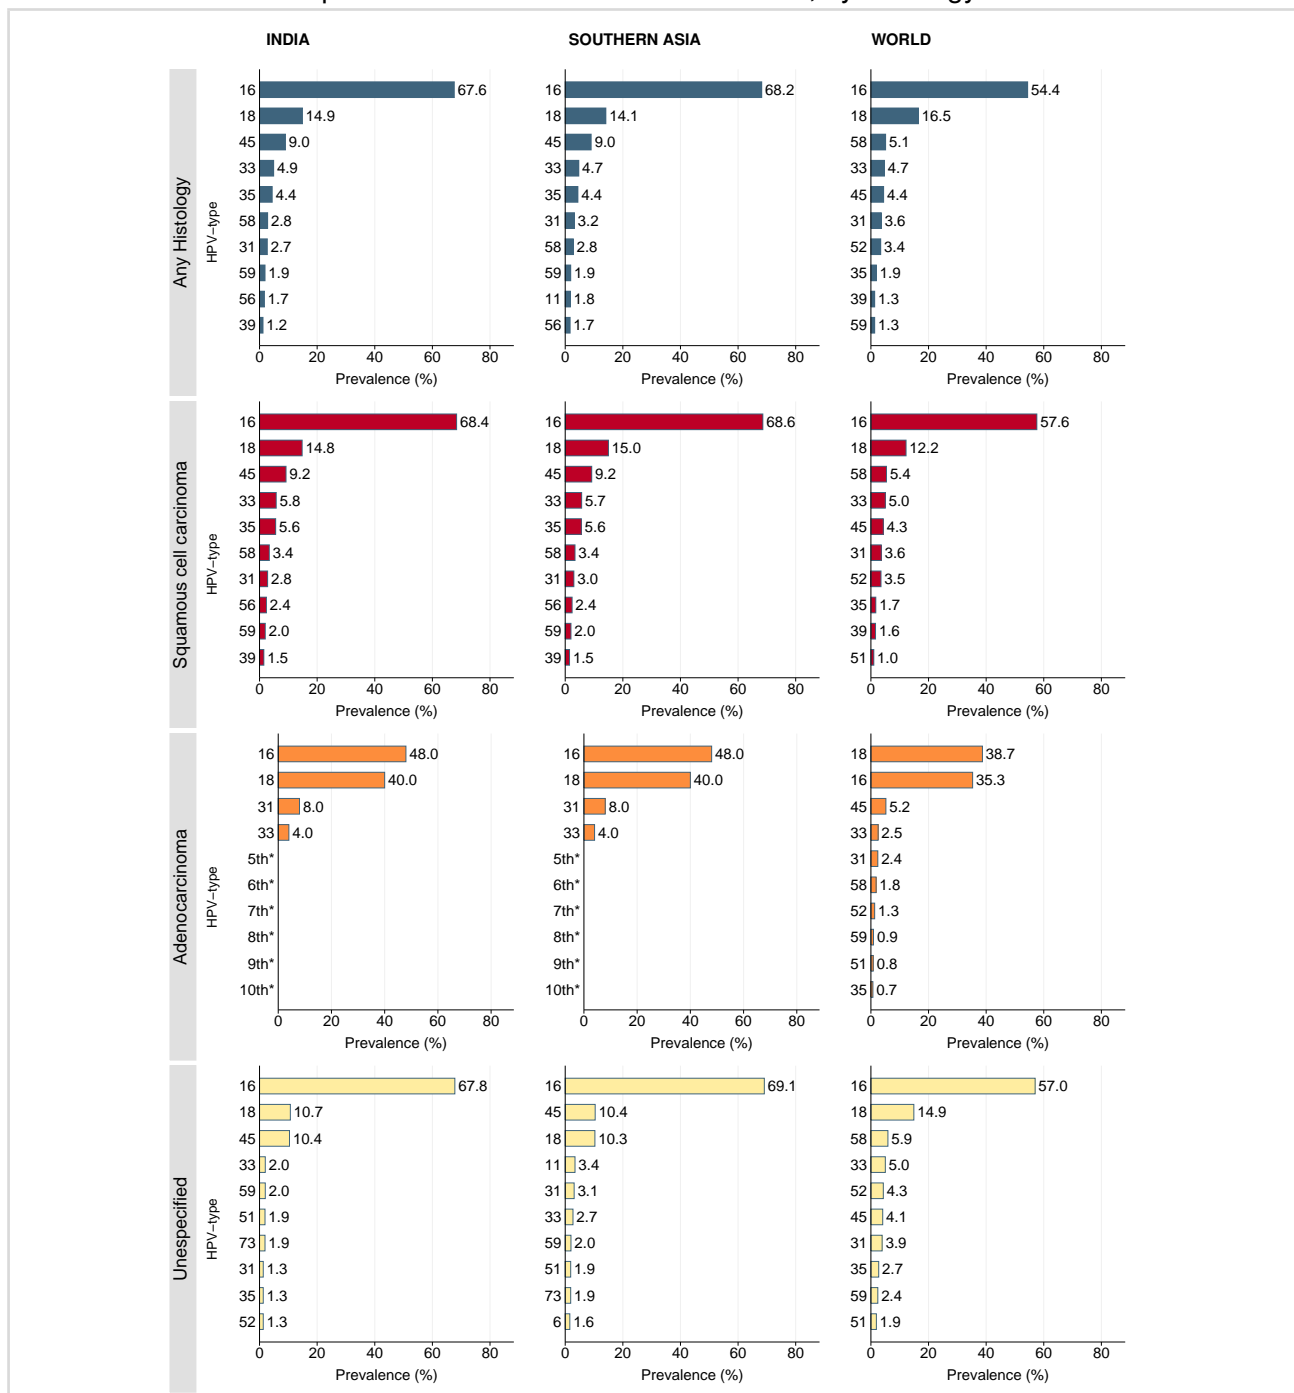 INDIA SOUTHERN ASIA WORLD
Any Histology
HPV−type
16 67.6
18 14.9
45 9.0
33 4.9
35 4.4
58 2.8
31 2.7
59 1.9
56 1.7
39 1.2
0 20 40 60 80
Prevalence (%)
16 68.2
18 14.1
45 9.0
33 4.7
35 4.4
31 3.2
58 2.8
59 1.9
11 1.8
56 1.7
0 20 40 60 80
Prevalence (%)
16 54.4
18 16.5
58 5.1
33 4.7
45 4.4
31 3.6
52 3.4
35 1.9
39 1.3
59 1.3
0 20 40 60 80
Prevalence (%)
Squamous cell carcinoma
HPV−type
16 68.4
18 14.8
45 9.2
33 5.8
35 5.6
58 3.4
31 2.8
56 2.4
59 2.0
39 1.5
0 20 40 60 80
Prevalence (%)
16 68.6
18 15.0
45 9.2
33 5.7
35 5.6
58 3.4
31 3.0
56 2.4
59 2.0
39 1.5
0 20 40 60 80
Prevalence (%)
16 57.6
18 12.2
58 5.4
33 5.0
45 4.3
31 3.6
52 3.5
35 1.7
39 1.6
51 1.0
0 20 40 60 80
Prevalence (%)
Adenocarcinoma
HPV−type
16 48.0
18 40.0
31 8.0
33 4.0
5th*
6th*
7th*
8th*
9th*
10th*
0 20 40 60 80
Prevalence (%)
16 48.0
18 40.0
31 8.0
33 4.0
5th*
6th*
7th*
8th*
9th*
10th*
0 20 40 60 80
Prevalence (%)
18 38.7
16 35.3
45 5.2
33 2.5
31 2.4
58 1.8
52 1.3
59 0.9
51 0.8
35 0.7
0 20 40 60 80
Prevalence (%)
Unespecified
HPV−type
16 67.8
18 10.7
45 10.4
33 2.0
59 2.0
51 1.9
73 1.9
31 1.3
35 1.3
52 1.3
0 20 40 60 80
Prevalence (%)
16 69.1
45 10.4
18 10.3
11 3.4
31 3.1
33 2.7
59 2.0
51 1.9
73 1.9
6 1.6
0 20 40 60 80
Prevalence (%)
16 57.0
18 14.9
58 5.9
33 5.0
52 4.3
45 4.1
31 3.9
35 2.7
59 2.4
51 1.9
0 20 40 60 80
Prevalence (%)